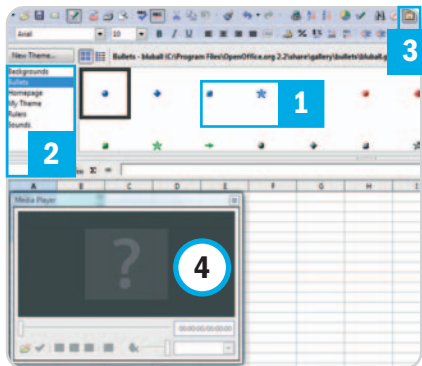 3
Arial 10 B I U
New Theme... Bullets - bluball (C:\Program Files\OpenOffice.org 2.2\share\gallery\bullets\bluball.g
Backgrounds
Bullets
Homepage
My Theme
Rulers
Sounds
1
2
Σ =
A B C D E F G H I
Media Player
?
4
00:00:00/00:00:00